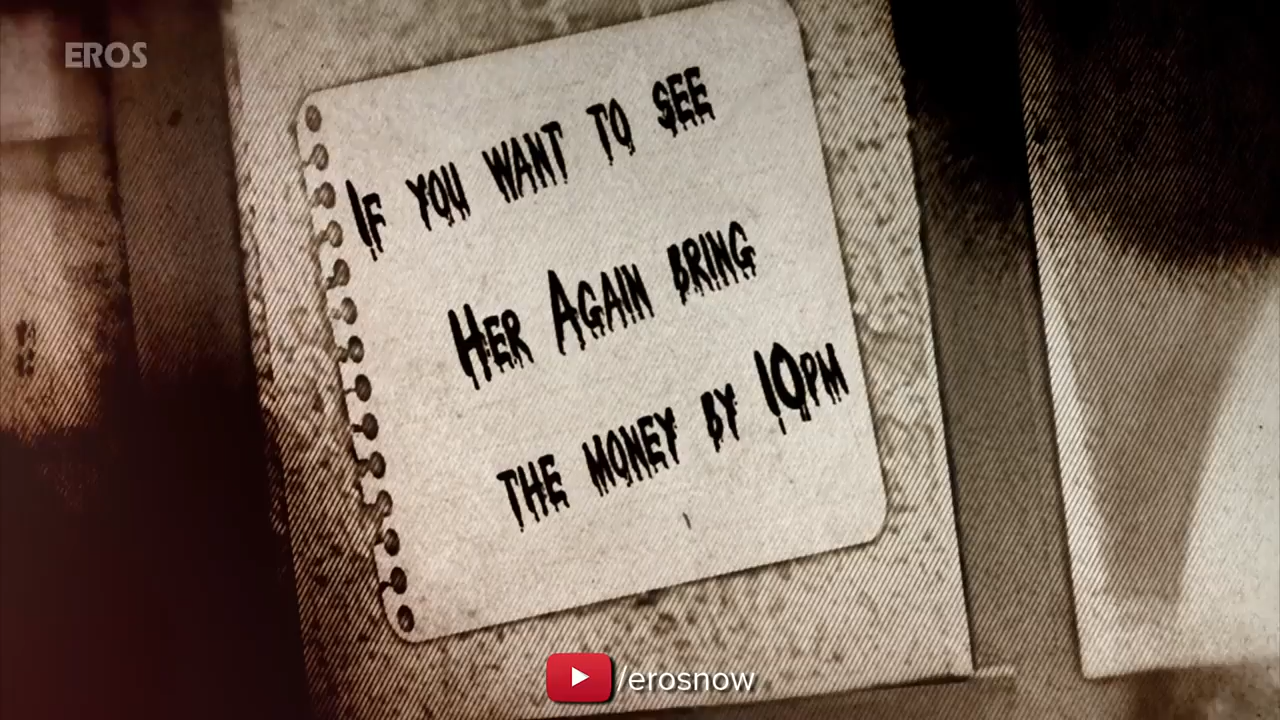 EROS
If you want to see
Her Again bring
the money by 10pm
/erosnow